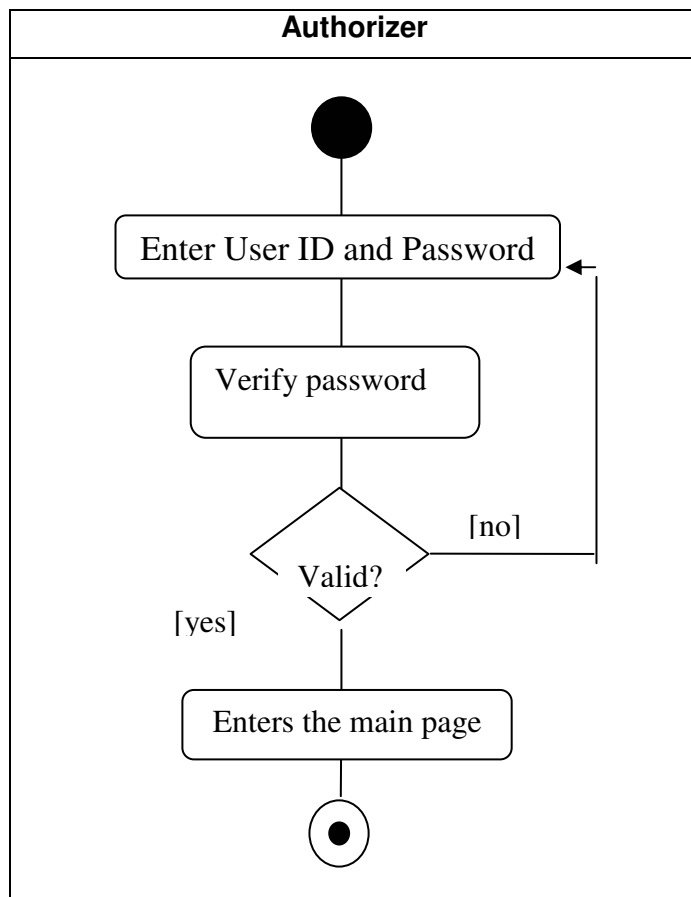 Authorizer
Enter User ID and Password
Verify password
[no]
Valid?
[yes]
Enters the main page